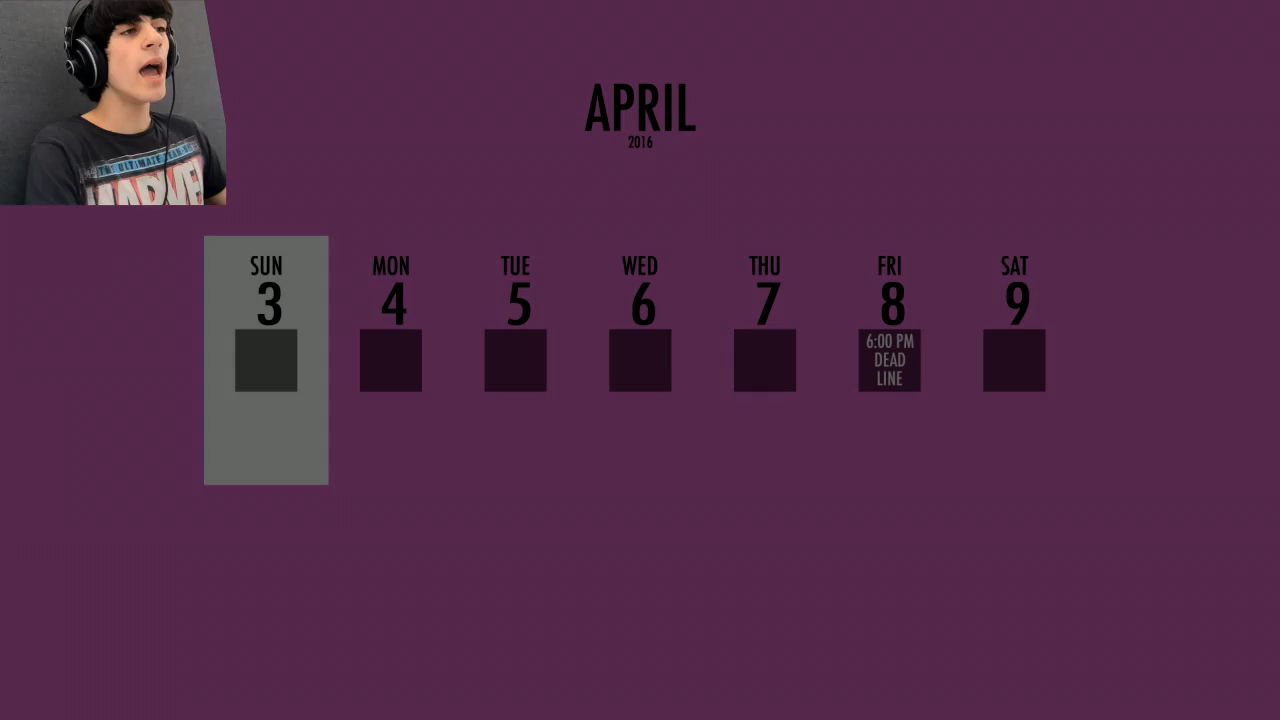 APRIL
2016
SUN MON TUE WED THU FRI SAT
3 4 5 6 7 8 9
6:00 PM
DEAD
LINE
MARVEL